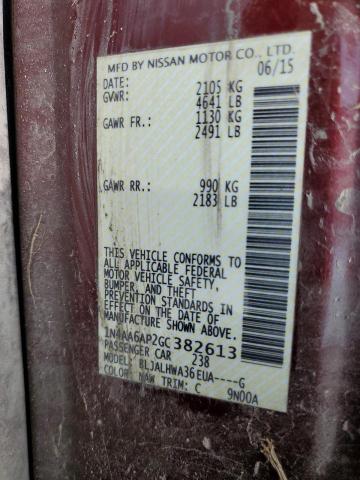 MFD BY NISSAN MOTOR CO., LTD.
DATE: 06/15
GVWR: 2105 KG
4641 LB
GAWR FR.: 1130 KG
2491 LB
GAWR RR.: 990 KG
2183 LB
THIS VEHICLE CONFORMS TO
ALL APPLICABLE FEDERAL
MOTOR VEHICLE SAFETY,
BUMPER, AND THEFT
PREVENTION STANDARDS IN
EFFECT ON THE DATE OF
MANUFACTURE SHOWN ABOVE.
1N4AA6AP2GC382613
PASSENGER CAR 238
MODEL: BLJALHWA36EUA----G
COLOR: NAW TRIM: C 9N00A